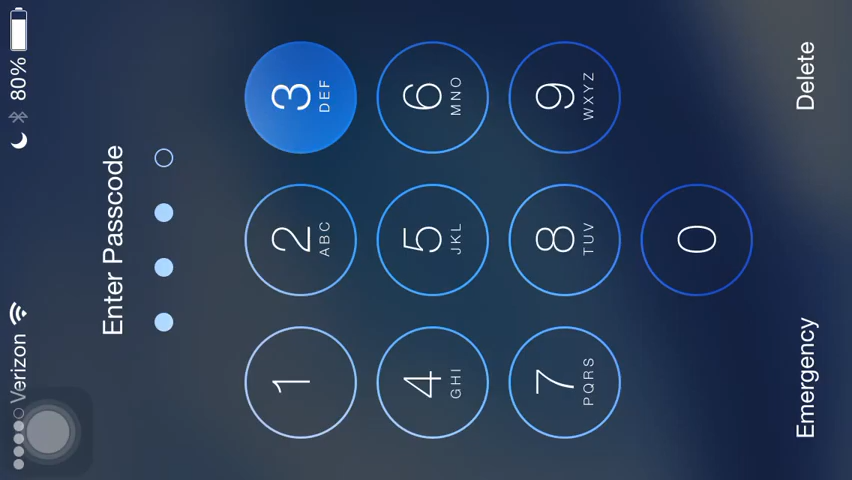 Verizon 80%
Enter Passcode
1 2 3
ABC DEF
4 5 6
GHI JKL MNO
7 8 9
PQRS TUV WXYZ
0
Emergency Delete